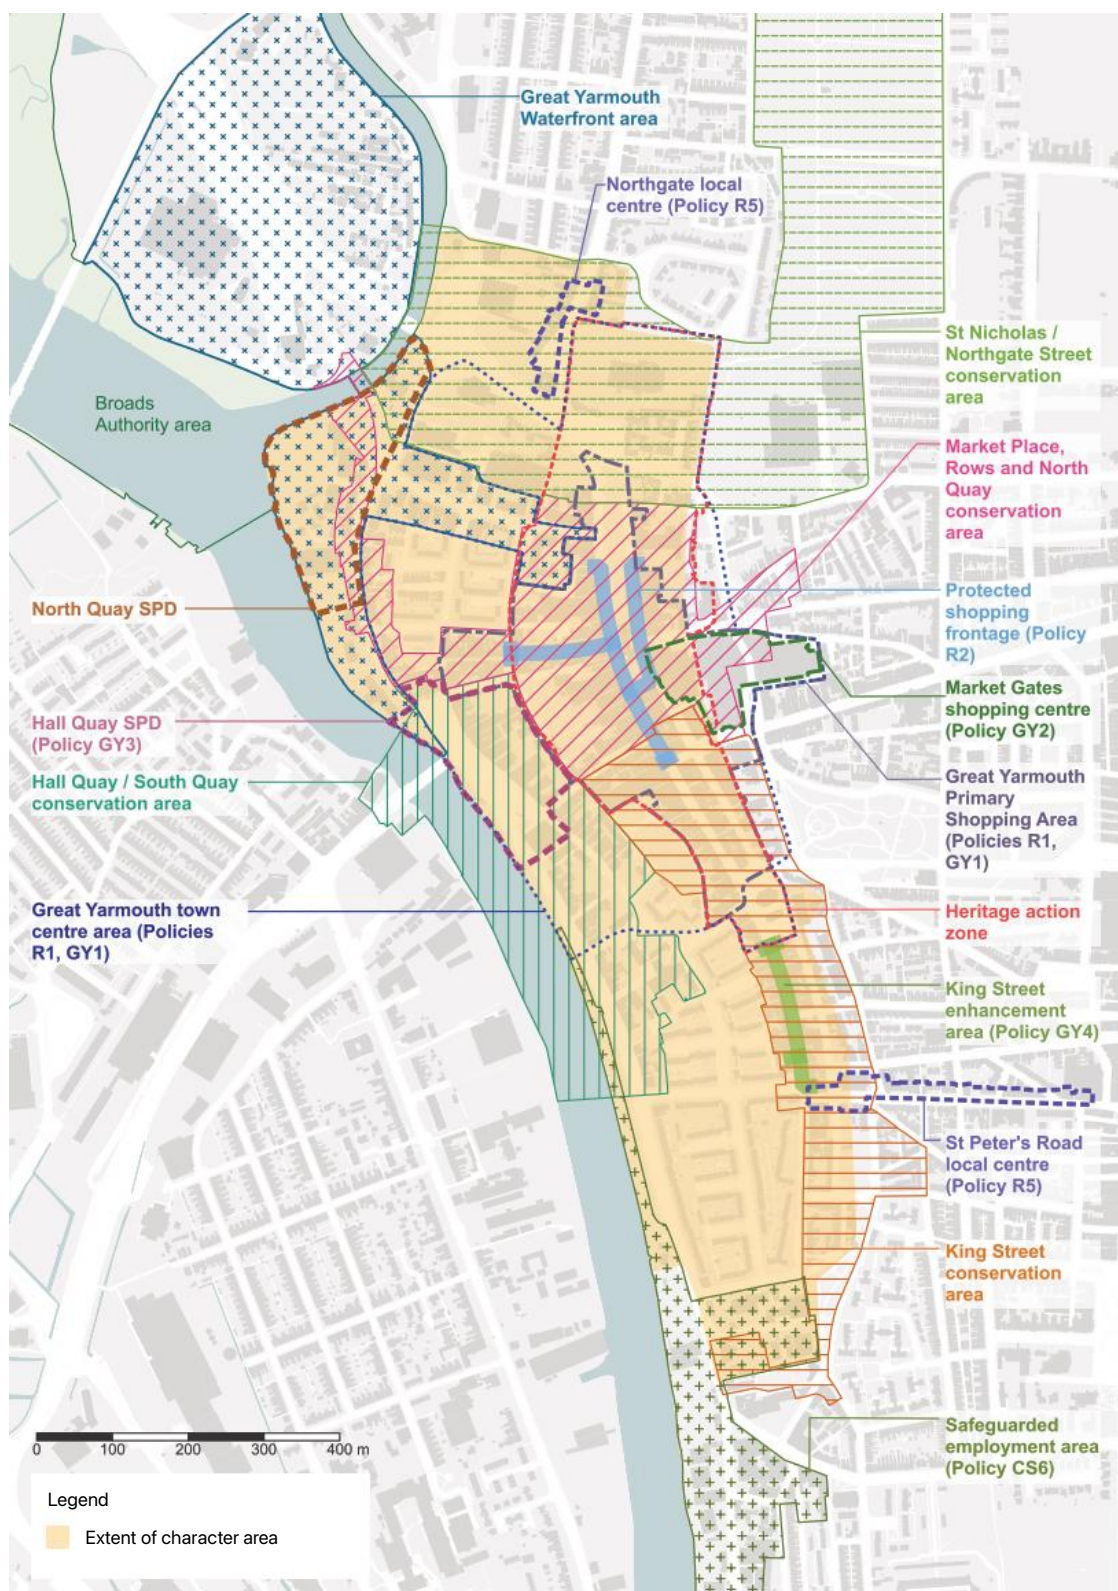 Great Yarmouth
Waterfront area
Northgate local
centre (Policy R5)
St Nicholas /
Northgate Street
conservation
area
Broads
Authority area
Market Place,
Rows and North
Quay
conservation
area
North Quay SPD
Protected
shopping
frontage (Policy
R2)
Market Gates
shopping centre
(Policy GY2)
Hall Quay SPD
(Policy GY3)
Hall Quay / South Quay
conservation area
Great Yarmouth
Primary
Shopping Area
(Policies R1,
GY1)
Great Yarmouth town
centre area (Policies
R1, GY1)
Heritage action
zone
King Street
enhancement
area (Policy GY4)
St Peter's Road
local centre
(Policy R5)
King Street
conservation
area
Safeguarded
employment area
(Policy CS6)
0 100 200 300 400 m
Legend
Extent of character area